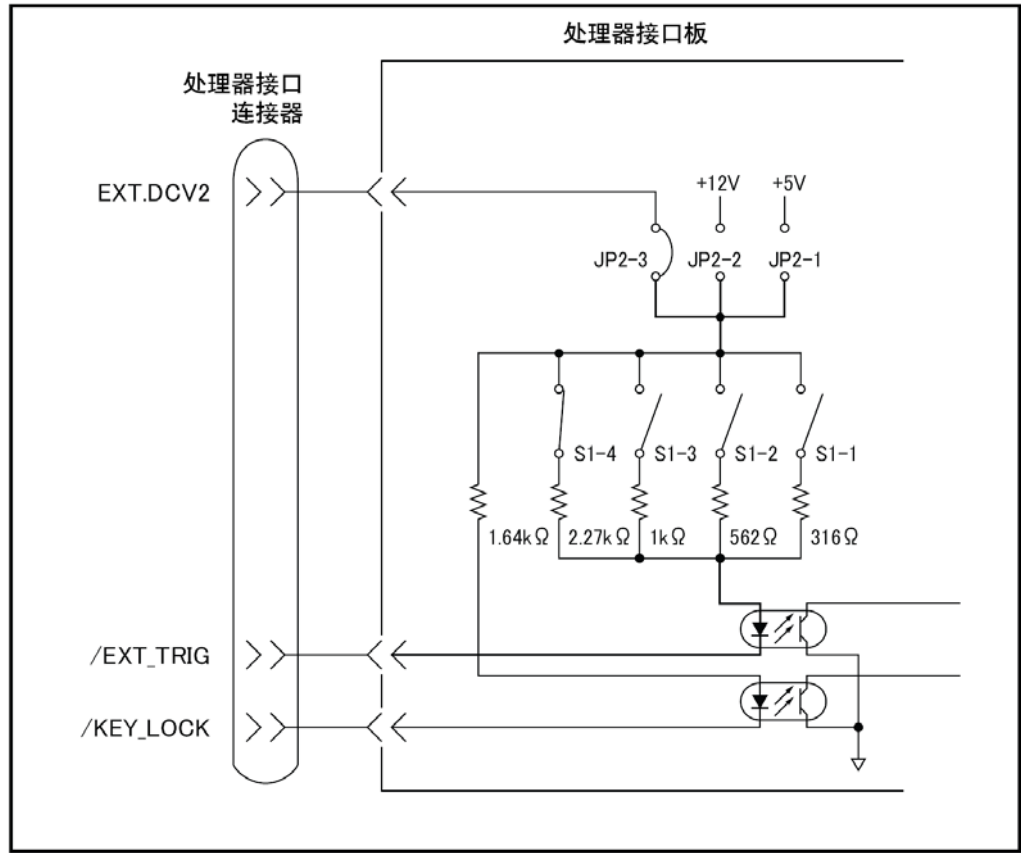 处理器接口板
处理器接口
连接器
EXT.DCV2
+12V
+5V
JP2-3
JP2-2
JP2-1
S1-4
S1-3
S1-2
S1-1
1.64kΩ
2.27kΩ
1kΩ
562Ω
316Ω
/EXT_TRIG
/KEY_LOCK